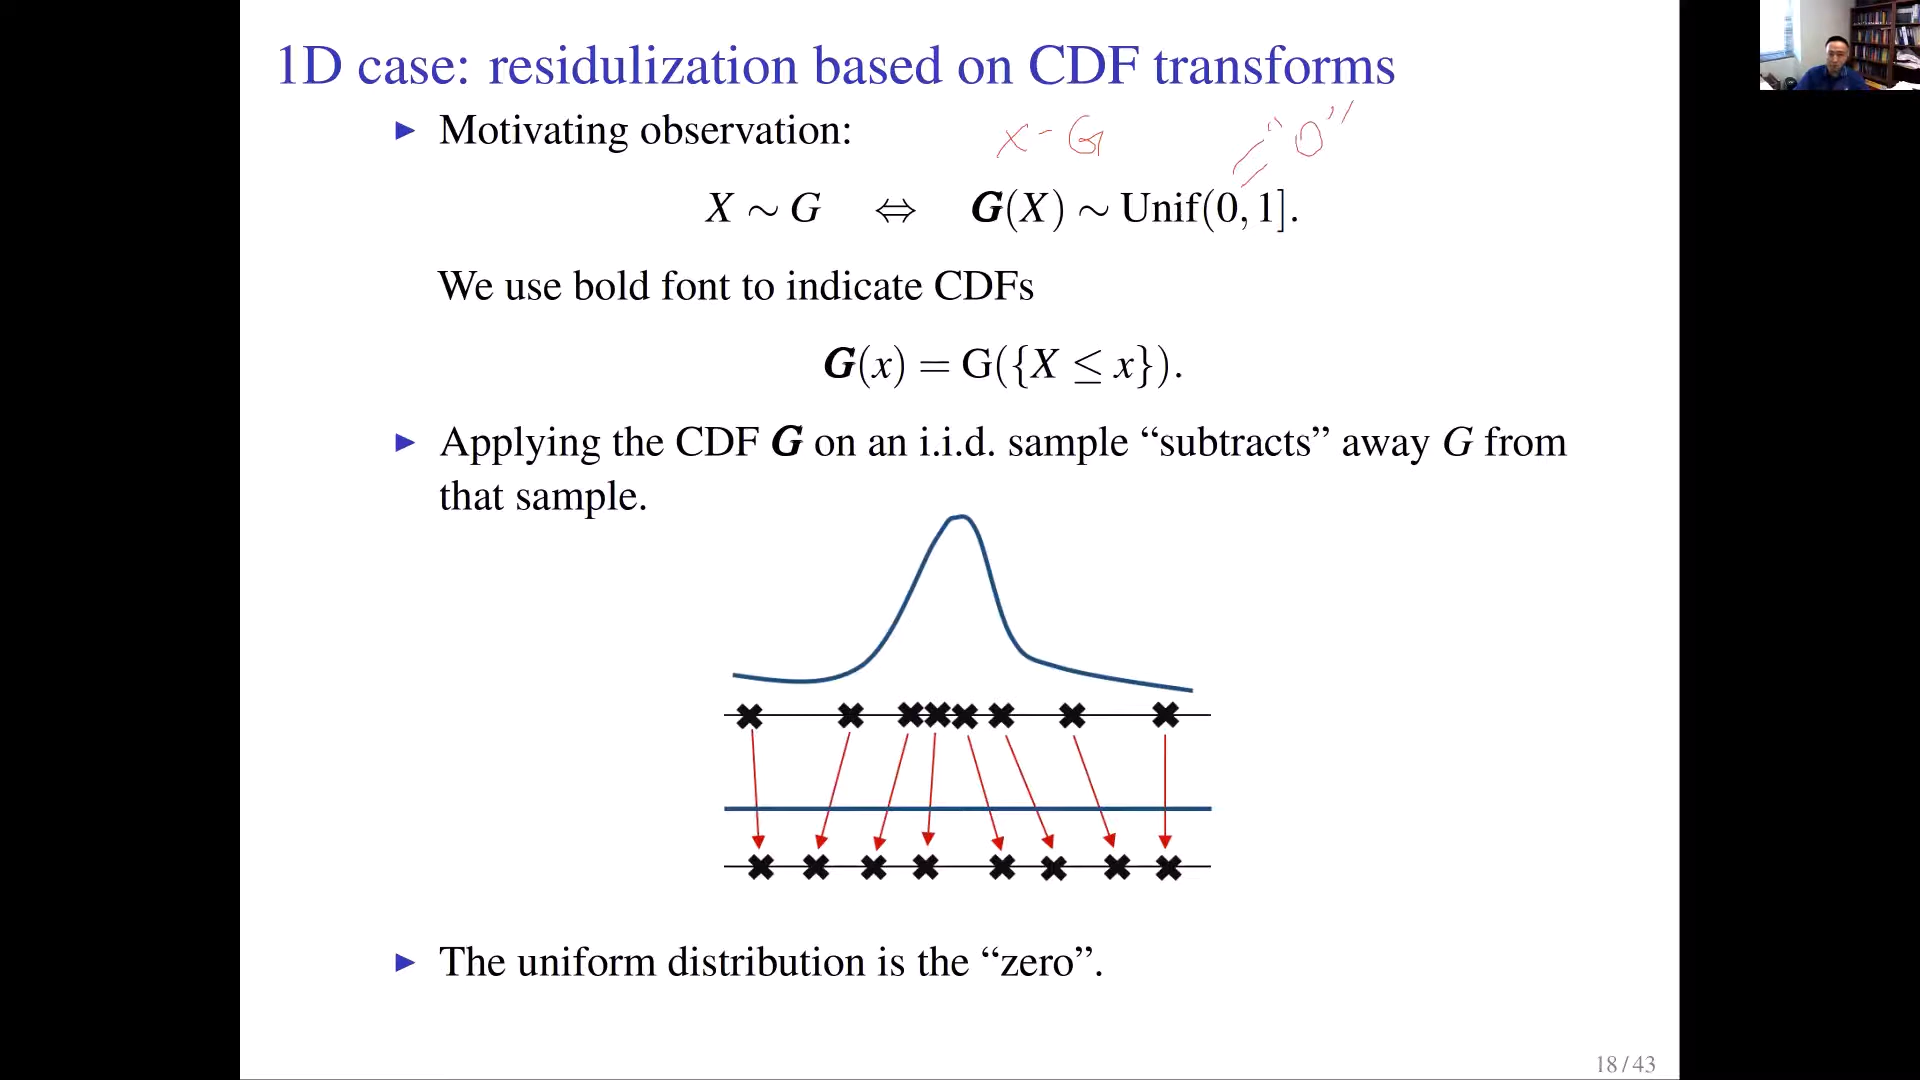 1D case: residulization based on CDF transforms
▶ Motivating observation:
X - G
"0"
X ∼ G ⇔ G(X) ∼ Unif(0, 1].
We use bold font to indicate CDFs
G(x) = G({X ≤ x}).
▶ Applying the CDF G on an i.i.d. sample “subtracts” away G from
that sample.
▶ The uniform distribution is the “zero”.
18 / 43